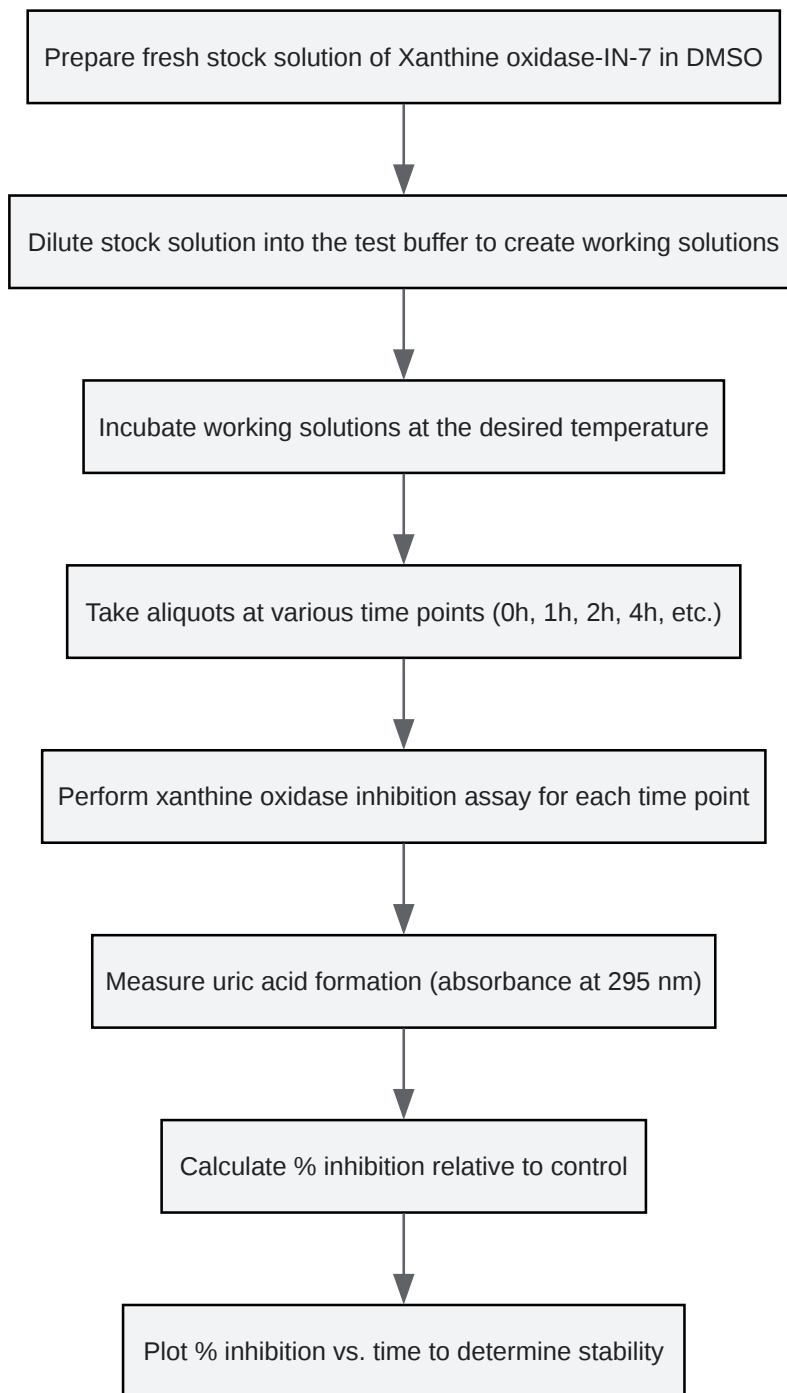 Prepare fresh stock solution of Xanthine oxidase-IN-7 in DMSO
Dilute stock solution into the test buffer to create working solutions
Incubate working solutions at the desired temperature
Take aliquots at various time points (0h, 1h, 2h, 4h, etc.)
Perform xanthine oxidase inhibition assay for each time point
Measure uric acid formation (absorbance at 295 nm)
Calculate % inhibition relative to control
Plot % inhibition vs. time to determine stability